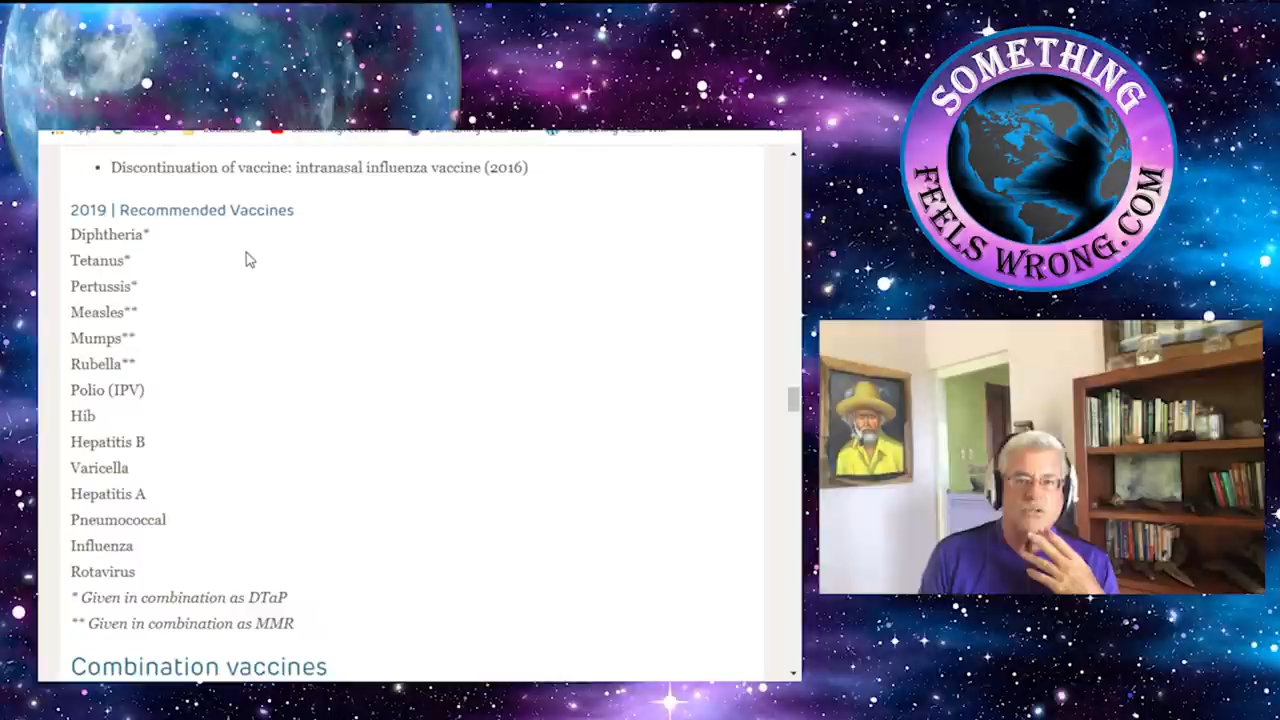 • Discontinuation of vaccine: intranasal influenza vaccine (2016)
2019 | Recommended Vaccines
Diphtheria*
Tetanus*
Pertussis*
Measles**
Mumps**
Rubella**
Polio (IPV)
Hib
Hepatitis B
Varicella
Hepatitis A
Pneumococcal
Influenza
Rotavirus
* Given in combination as DTaP
** Given in combination as MMR
Combination vaccines
SOMETHING
FEELS WRONG.COM